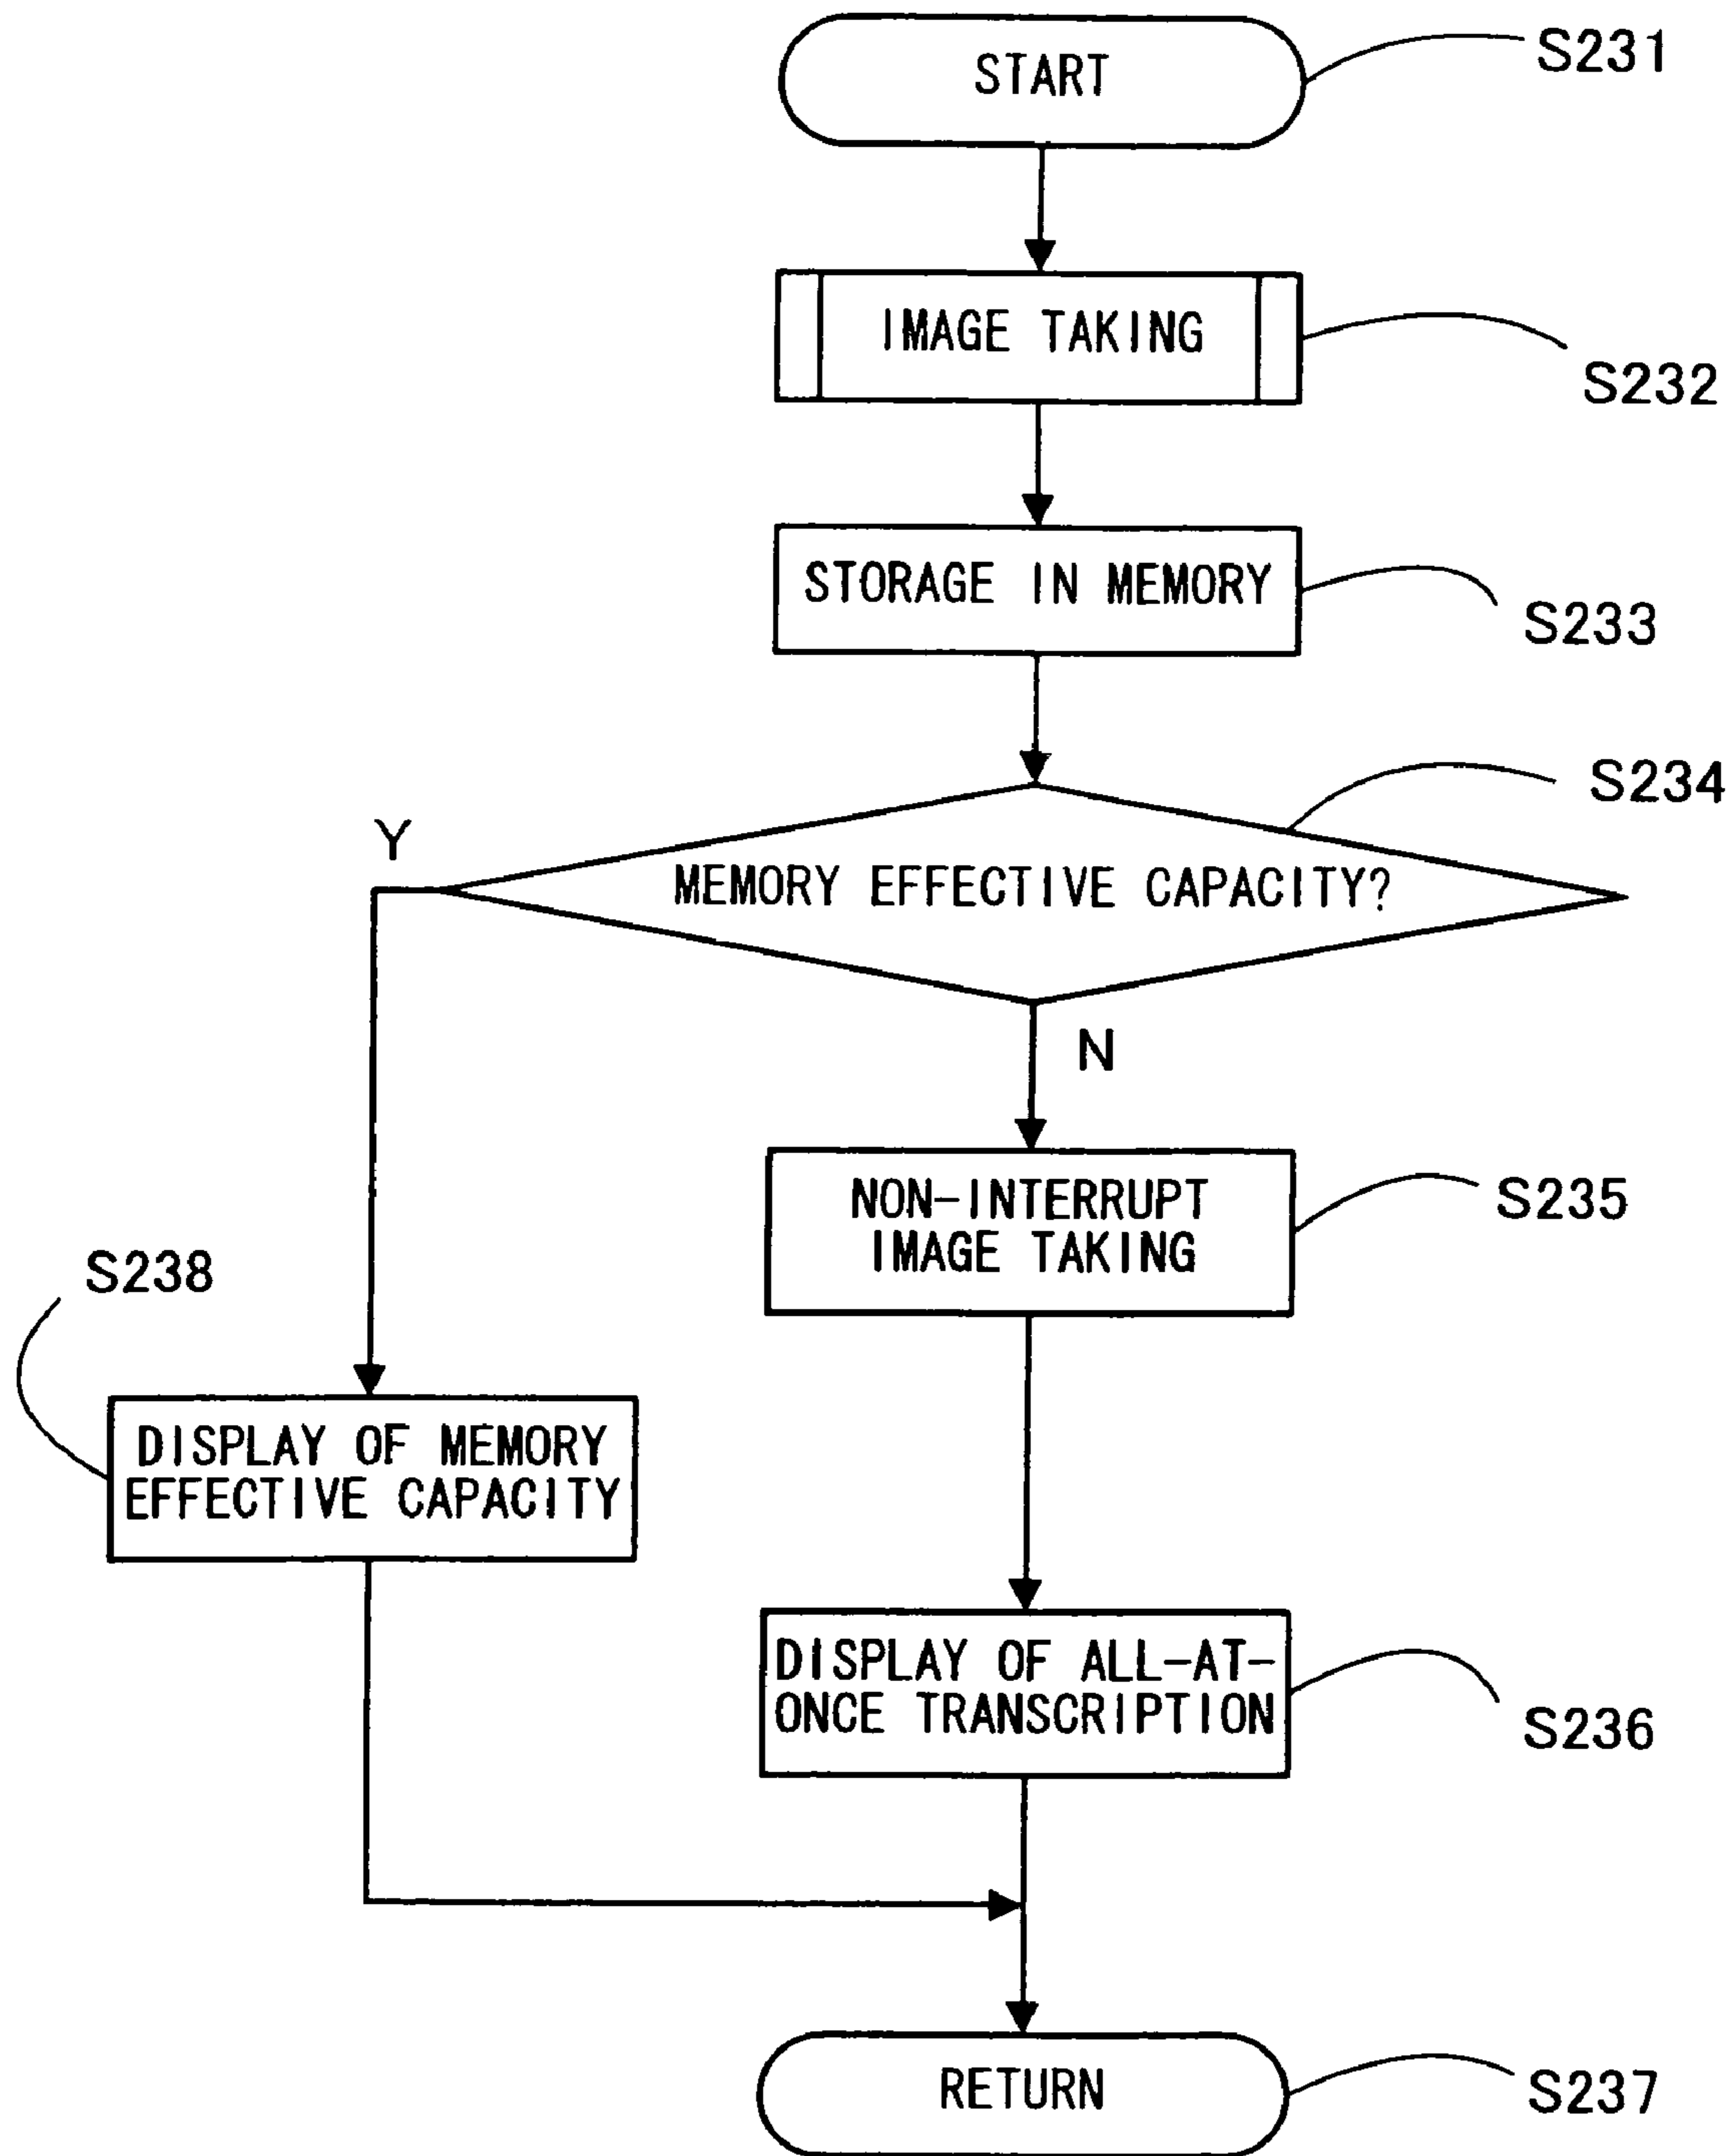 START
S231
IMAGE TAKING
S232
STORAGE IN MEMORY
S233
S234
Y
MEMORY EFFECTIVE CAPACITY?
N
NON-INTERRUPT
IMAGE TAKING
S235
S238
DISPLAY OF MEMORY
EFFECTIVE CAPACITY
DISPLAY OF ALL-AT-
ONCE TRANSCRIPTION
S236
RETURN
S237